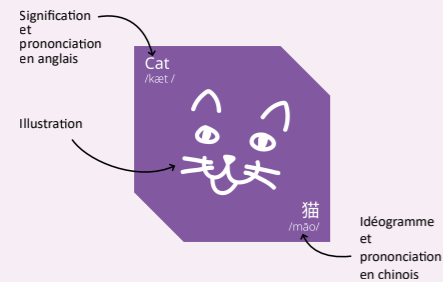 Signification
et
prononciation
en anglais
Cat
/kæt /
Illustration
猫
/māo/
Idéogramme
et
prononciation
en chinois